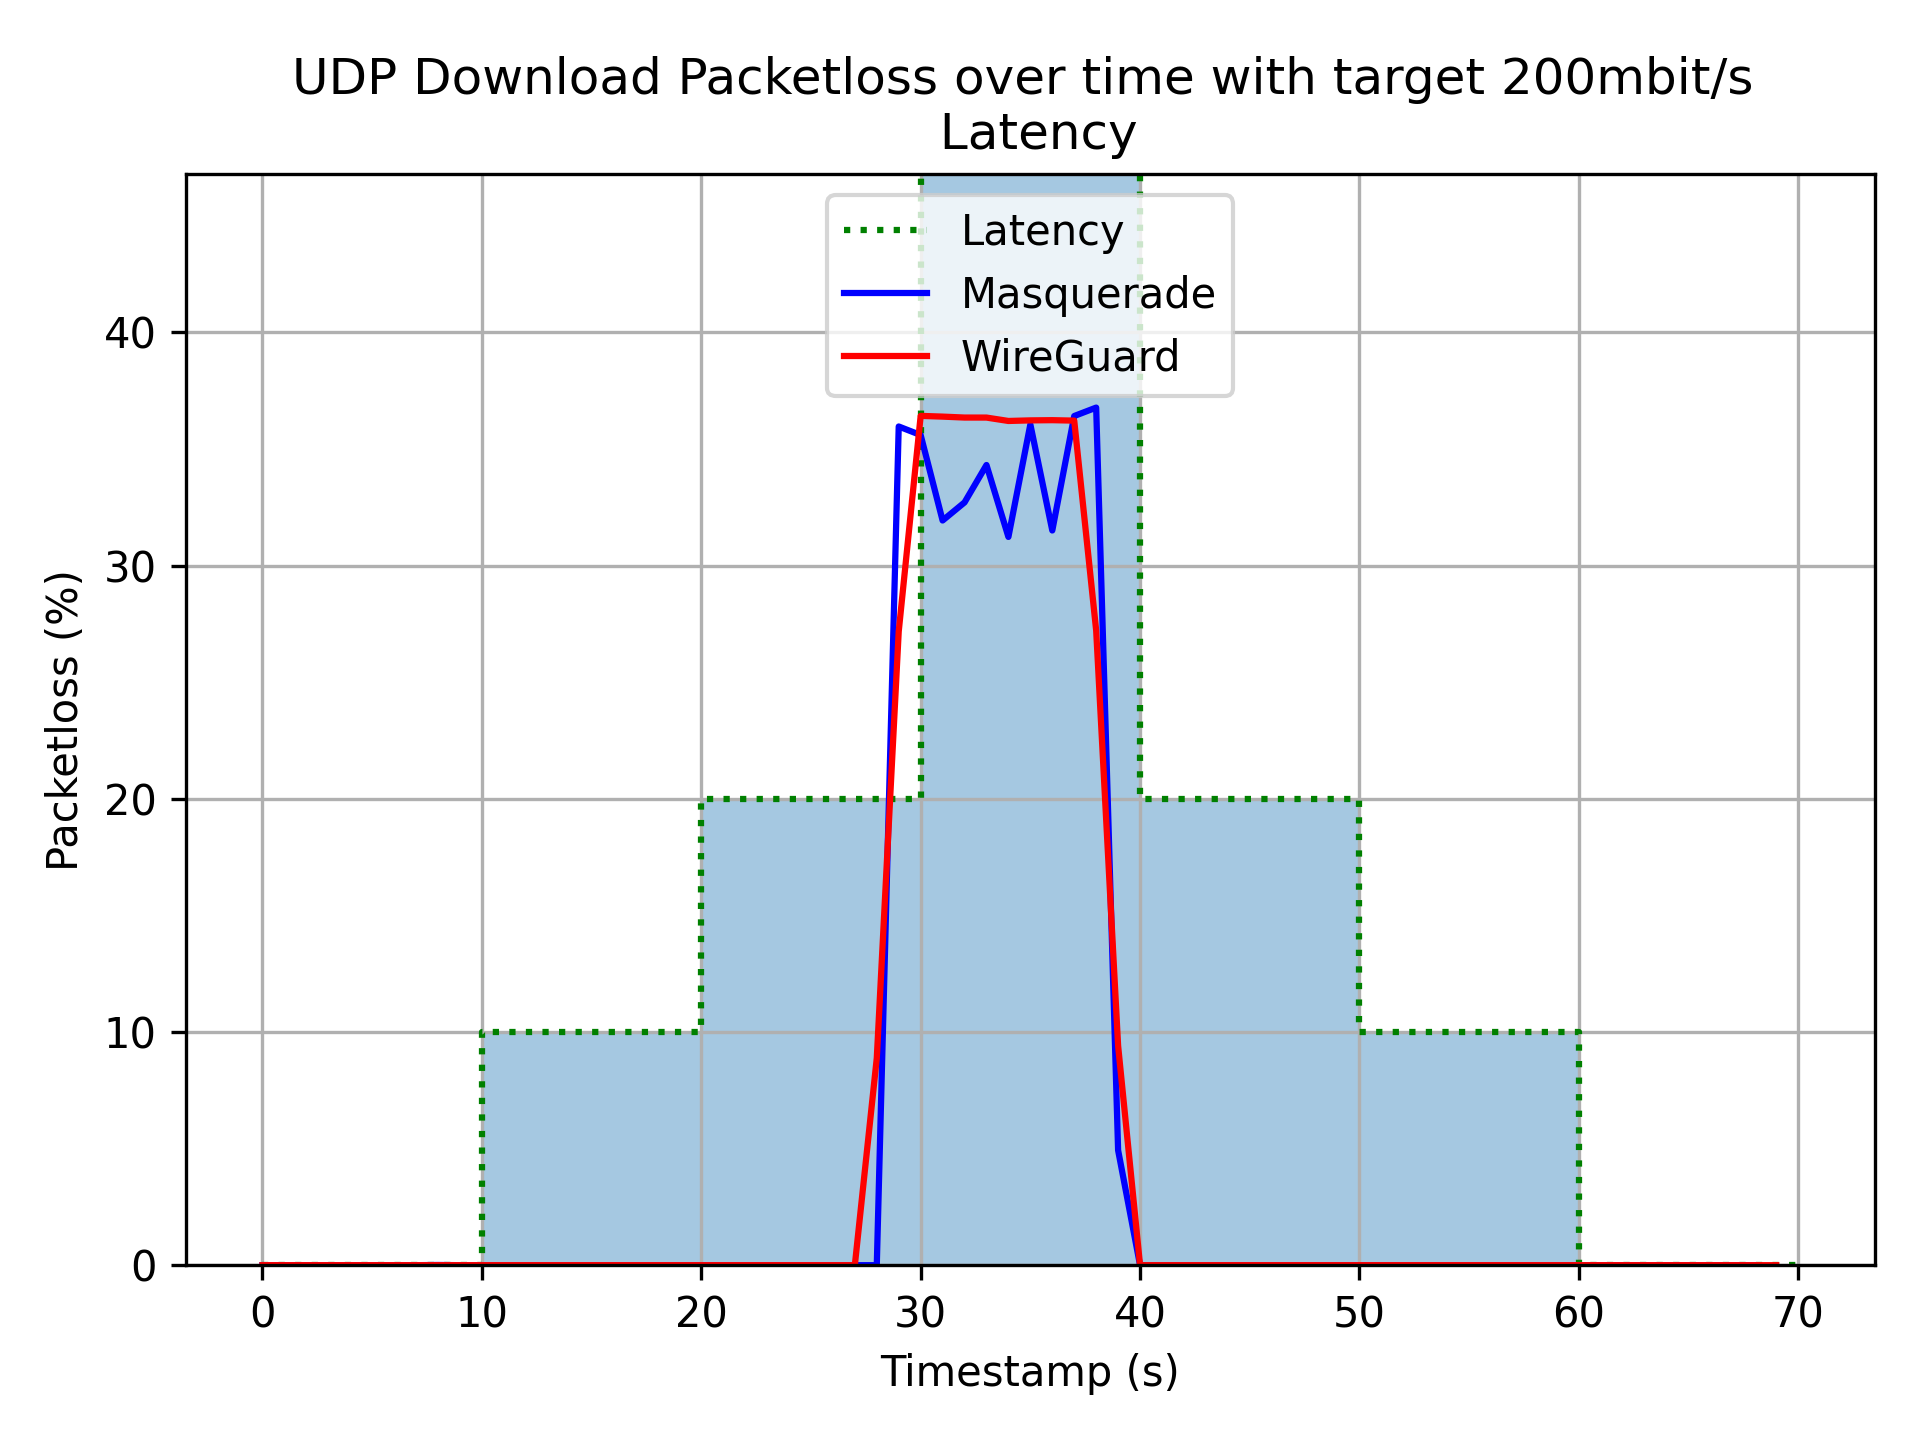 UDP Download Packetloss over time with target 200mbit/s
Latency
Latency
Masquerade
WireGuard
Packetloss (%)
40
30
20
10
0
0 10 20 30 40 50 60 70
Timestamp (s)